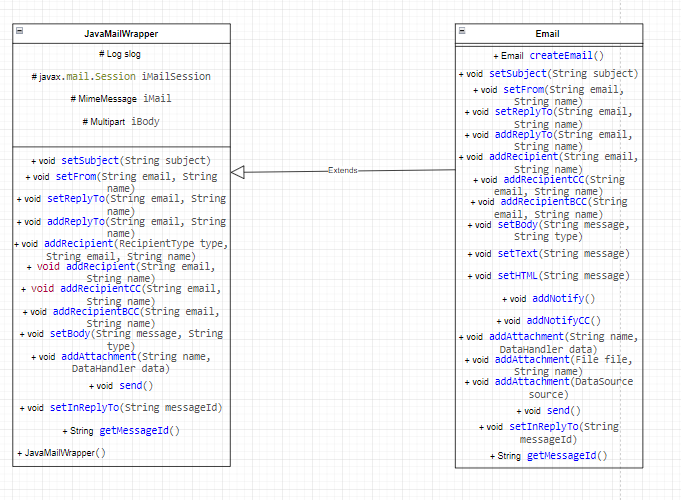 JavaMailWrapper
# Log slog
# javax.mail.Session iMailSession
# MimeMessage iMail
# Multipart iBody
+ void setSubject(String subject)
+ void setFrom(String email, String
name)
+ void setReplyTo(String email, String
name)
+ void addReplyTo(String email, String
name)
+ void addRecipient(RecipientType type,
String email, String name)
+ void addRecipient(String email,
String name)
+ void addRecipientCC(String email,
String name)
+ void addRecipientBCC(String email,
String name)
+ void setBody(String message, String
type)
+ void addAttachment(String name,
DataHandler data)
+ void send()
+ void setInReplyTo(String messageId)
+ String getMessageId()
+ JavaMailWrapper()
Extends
Email
+ Email createEmail()
+ void setSubject(String subject)
+ void setFrom(String email,
String name)
+ void setReplyTo(String email,
String name)
+ void addReplyTo(String email,
String name)
+ void addRecipient(String email,
String name)
+ void addRecipientCC(String
email, String name)
+ void addRecipientBCC(String
email, String name)
+ void setBody(String message,
String type)
+ void setText(String message)
+ void setHTML(String message)
+ void addNotify()
+ void addNotifyCC()
+ void addAttachment(String name,
DataHandler data)
+ void addAttachment(File file,
String name)
+ void addAttachment(DataSource
source)
+ void send()
+ void setInReplyTo(String
messageId)
+ String getMessageId()